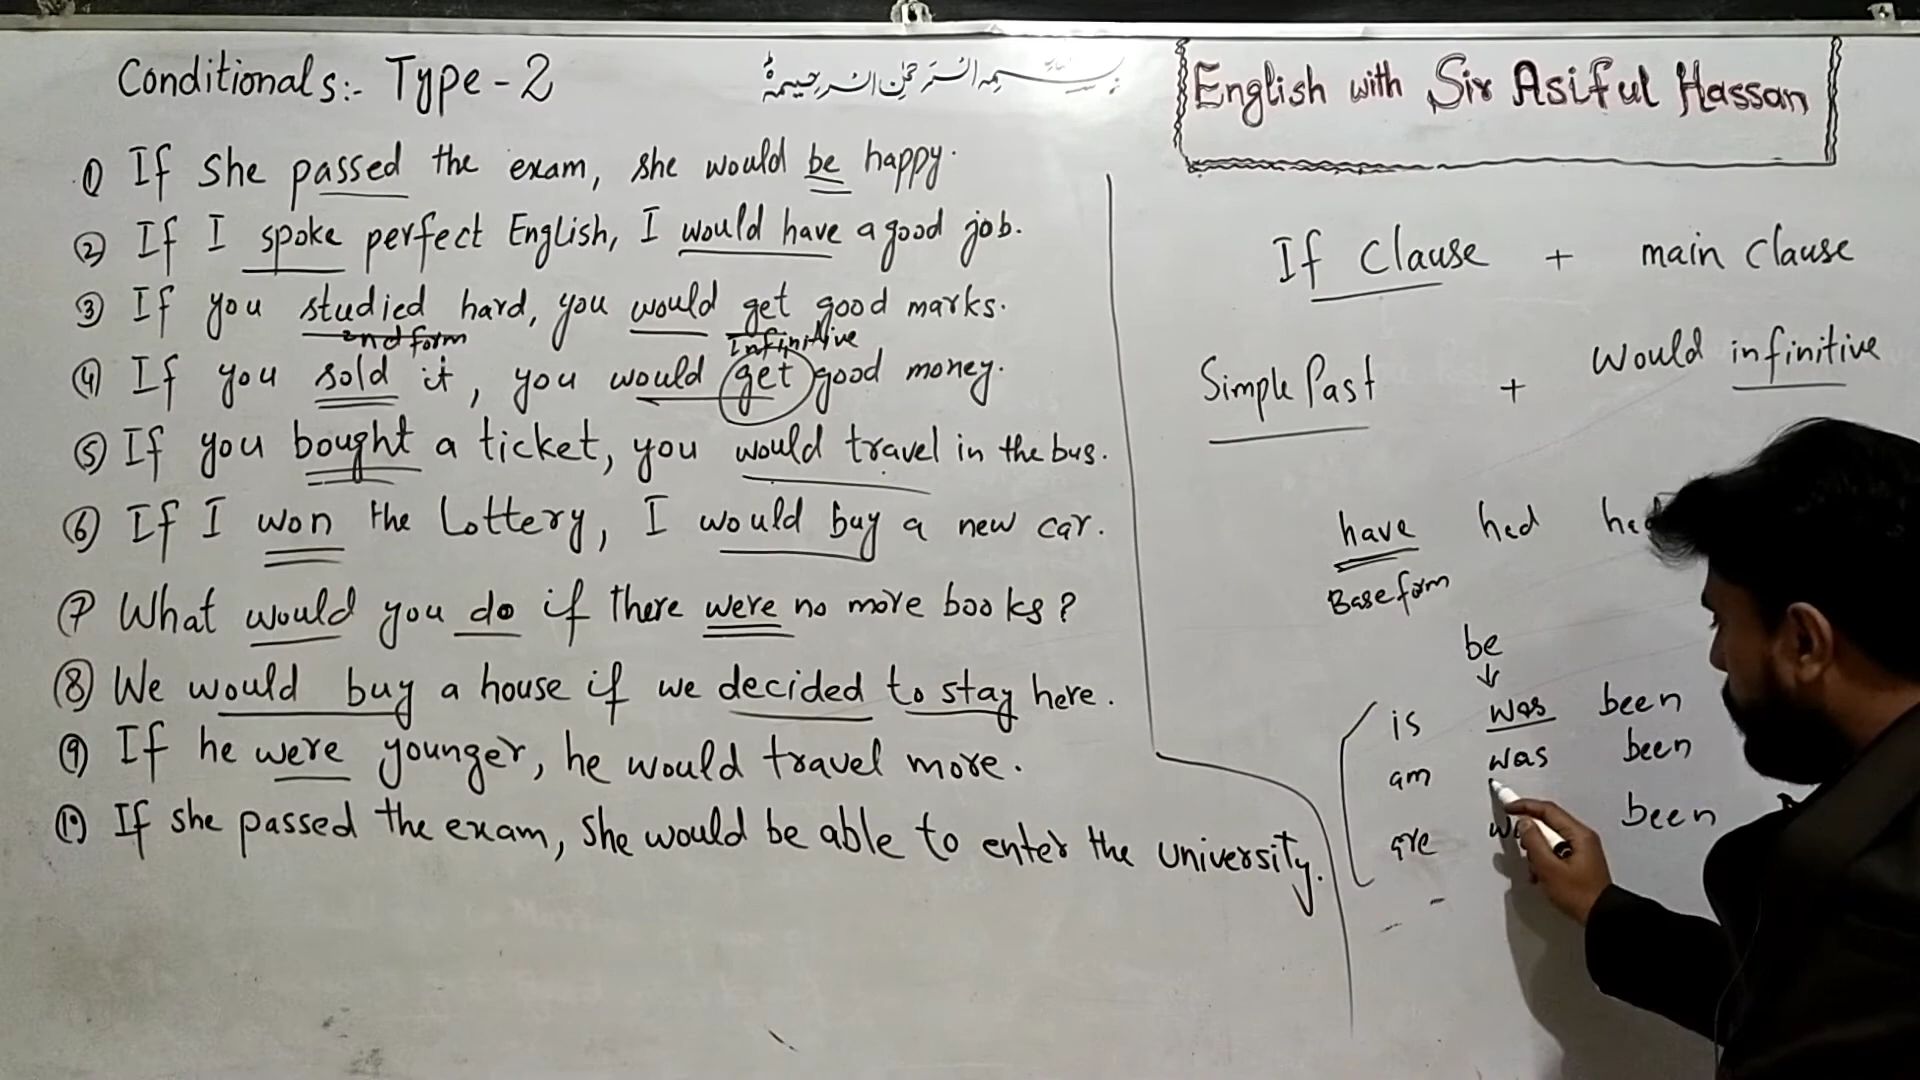 Conditionals:- Type-2
بسم اللہ الرحمٰن الرحیم
English with Sir Asiful Hassan
① If she passed the exam, she would be happy.
② If I spoke perfect English, I would have a good job.
③ If you studied hard, you would get good marks.
2nd form Infinitive
④ If you sold it, you would get good money.
⑤ If you bought a ticket, you would travel in the bus.
⑥ If I won the Lottery, I would buy a new car.
⑦ What would you do if there were no more books?
⑧ We would buy a house if we decided to stay here.
⑨ If he were younger, he would travel more.
⑩ If she passed the exam, She would be able to enter the university.
If Clause + main clause
Simple Past + Would infinitive
have had
Base form
be
is was been
am was been
are been